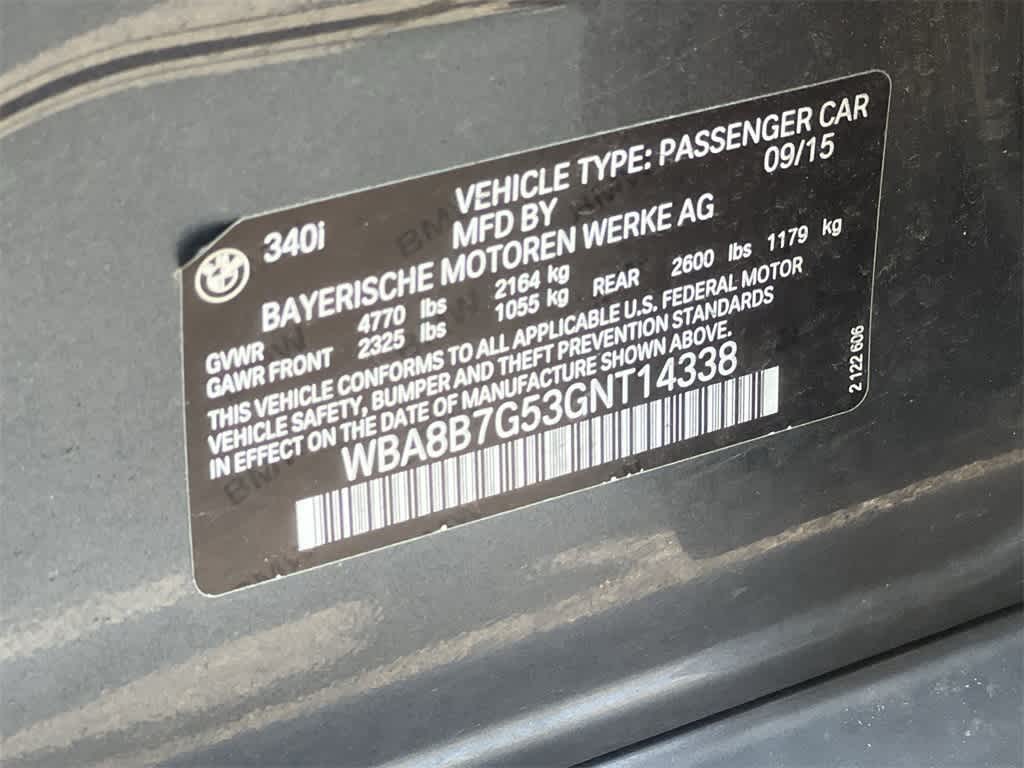 340i
VEHICLE TYPE: PASSENGER CAR
MFD BY 09/15
BAYERISCHE MOTOREN WERKE AG
GVWR 4770 lbs 2164 kg
GAWR FRONT 2325 lbs 1055 kg REAR 2600 lbs 1179 kg
THIS VEHICLE CONFORMS TO ALL APPLICABLE U.S. FEDERAL MOTOR
VEHICLE SAFETY, BUMPER AND THEFT PREVENTION STANDARDS
IN EFFECT ON THE DATE OF MANUFACTURE SHOWN ABOVE.
WBA8B7G53GNT14338
2 122 606